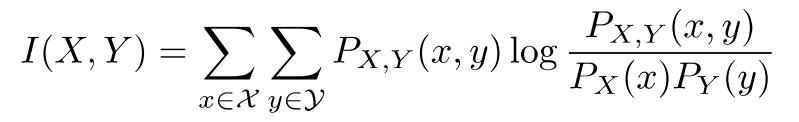 $I(X,Y) = \sum_{x \in \mathcal{X}} \sum_{y \in \mathcal{Y}} P_{X,Y}(x,y) \log \frac{P_{X,Y}(x,y)}{P_X(x)P_Y(y)}$